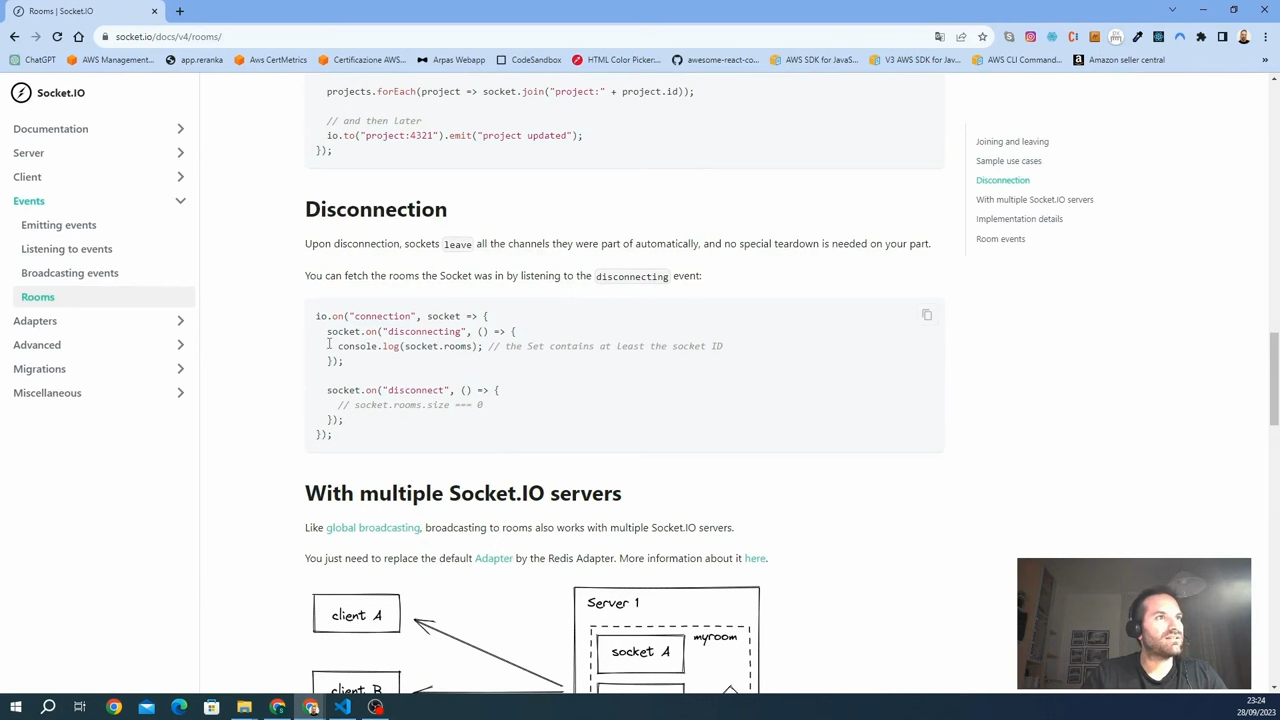 Rooms | Socket.IO
socket.io/docs/v4/rooms/
ChatGPT
AWS Management...
app.reranka
Aws CertMetrics
Certificazione AWS...
Arpas Webapp
CodeSandbox
HTML Color Picker:...
awesome-react-co...
AWS SDK for JavaS...
V3 AWS SDK for Jav...
AWS CLI Command...
Amazon seller central
Socket.IO
Documentation
Server
Client
Events
Emitting events
Listening to events
Broadcasting events
Rooms
Adapters
Advanced
Migrations
Miscellaneous
projects.forEach(project => socket.join("project:" + project.id));
// and then later
io.to("project:4321").emit("project updated");
});
Disconnection
Upon disconnection, sockets leave all the channels they were part of automatically, and no special teardown is needed on your part.
You can fetch the rooms the Socket was in by listening to the disconnecting event:
io.on("connection", socket => {
socket.on("disconnecting", () => {
console.log(socket.rooms); // the Set contains at least the socket ID
});
socket.on("disconnect", () => {
// socket.rooms.size === 0
});
});
With multiple Socket.IO servers
Like global broadcasting, broadcasting to rooms also works with multiple Socket.IO servers.
You just need to replace the default Adapter by the Redis Adapter. More information about it here.
client A
client B
Server 1
myroom
socket A
Joining and leaving
Sample use cases
Disconnection
With multiple Socket.IO servers
Implementation details
Room events
23:24
28/09/2023